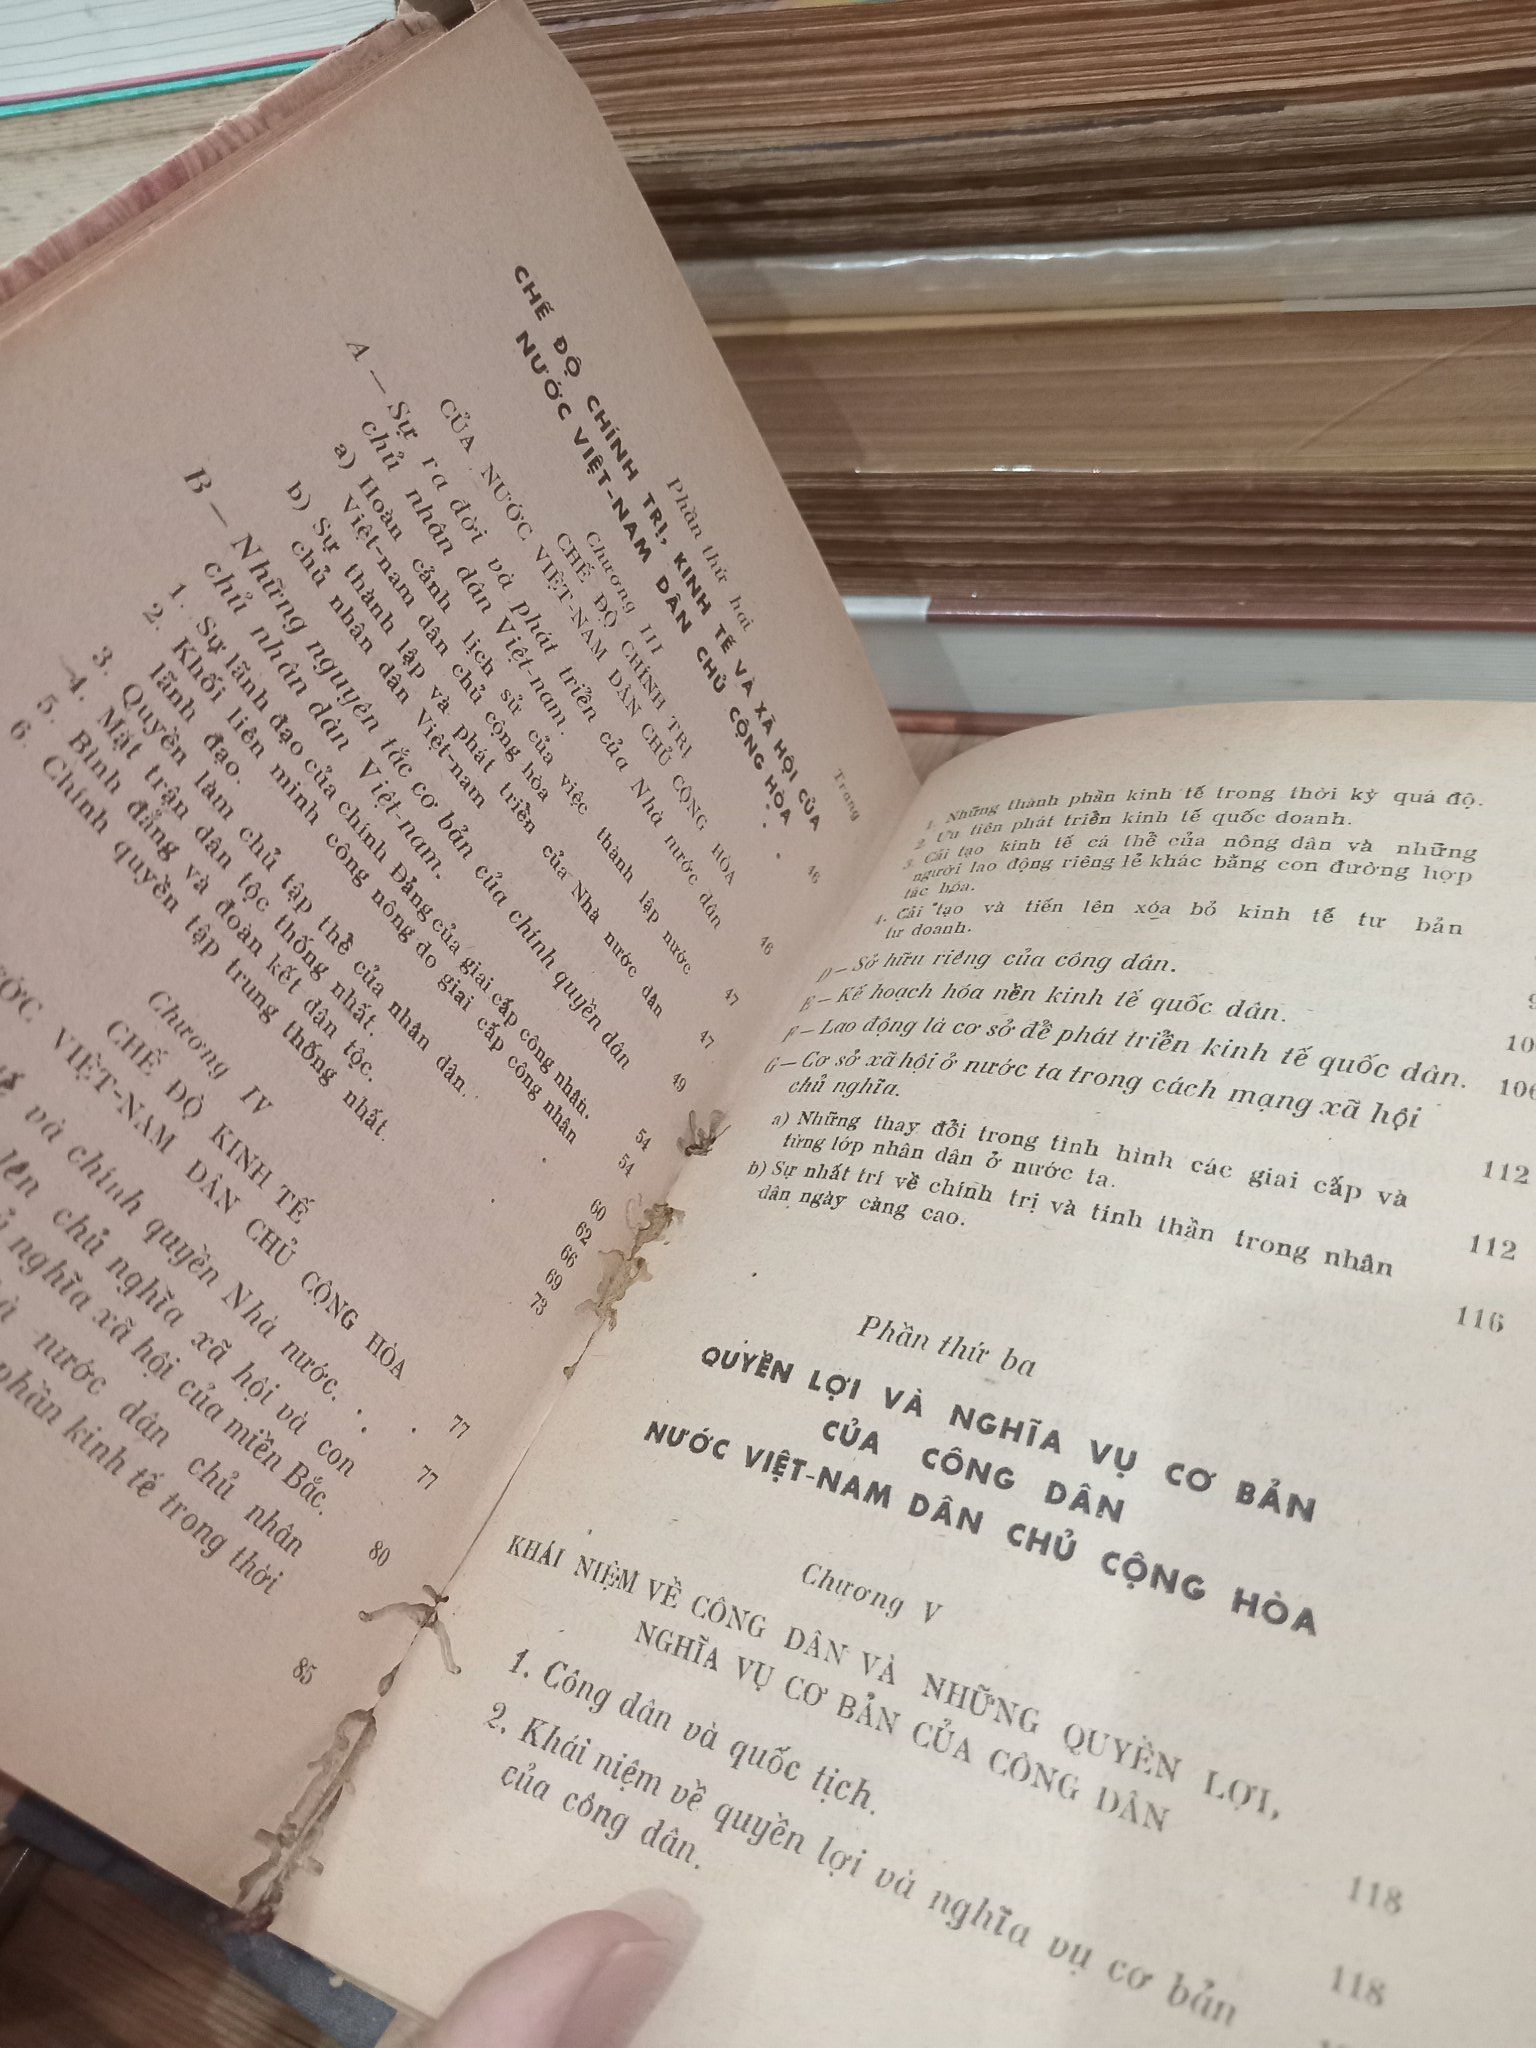 Trang
Phần thứ hai
CHẾ ĐỘ CHÍNH TRỊ, KINH TẾ VÀ XÃ HỘI CỦA
NƯỚC VIỆT-NAM DÂN CHỦ CỘNG HÒA
46
Chương III
CHẾ ĐỘ CHÍNH TRỊ
CỦA NƯỚC VIỆT-NAM DÂN CHỦ CỘNG HÒA
46
A — Sự ra đời và phát triển của Nhà nước dân
chủ nhân dân Việt-nam.
47
a) Hoàn cảnh lịch sử của việc thành lập nước
Việt-nam dân chủ cộng hòa
47
b) Sự thành lập và phát triển của Nhà nước dân
chủ nhân dân Việt-nam
49
B — Những nguyên tắc cơ bản của chính quyền dân
chủ nhân dân Việt-nam.
54
1. Sự lãnh đạo của chính Đảng của giai cấp công nhân.
54
2. Khối liên minh công nông do giai cấp công nhân
lãnh đạo.
60
3. Quyền làm chủ tập thể của nhân dân.
62
4. Mặt trận dân tộc thống nhất.
66
5. Bình đẳng và đoàn kết dân tộc.
69
6. Chính quyền tập trung thống nhất.
73
Chương IV
CHẾ ĐỘ KINH TẾ
VIỆT-NAM DÂN CHỦ CỘNG HÒA
77
và chính quyền Nhà nước. . .
77
lên chủ nghĩa xã hội và con
nghĩa xã hội của miền Bắc.
80
nước dân chủ nhân
phần kinh tế trong thời
85
1. Những thành phần kinh tế trong thời kỳ quá độ.
2. Ưu tiên phát triển kinh tế quốc doanh.
3. Cải tạo kinh tế cá thể của nông dân và những
người lao động riêng lẻ khác bằng con đường hợp
tác hóa.
4. Cải tạo và tiến lên xóa bỏ kinh tế tư bản
tư doanh.
D — Sở hữu riêng của công dân.
E — Kế hoạch hóa nền kinh tế quốc dân.
F — Lao động là cơ sở để phát triển kinh tế quốc dân. 106
G — Cơ sở xã hội ở nước ta trong cách mạng xã hội
chủ nghĩa. 112
a) Những thay đổi trong tình hình các giai cấp và
từng lớp nhân dân ở nước ta. 112
b) Sự nhất trí về chính trị và tinh thần trong nhân
dân ngày càng cao. 116
Phần thứ ba
QUYỀN LỢI VÀ NGHĨA VỤ CƠ BẢN
CỦA CÔNG DÂN
NƯỚC VIỆT-NAM DÂN CHỦ CỘNG HÒA
Chương V
KHÁI NIỆM VỀ CÔNG DÂN VÀ NHỮNG QUYỀN LỢI,
NGHĨA VỤ CƠ BẢN CỦA CÔNG DÂN 118
1. Công dân và quốc tịch. 118
2. Khái niệm về quyền lợi và nghĩa vụ cơ bản
của công dân.